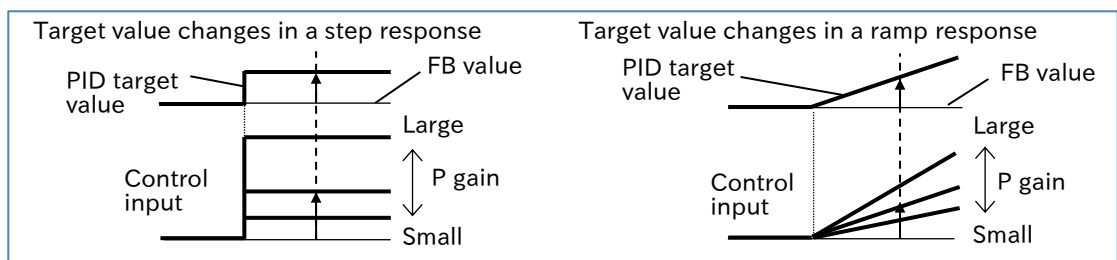 Target value changes in a step response
PID target
value
FB value
Large
Control
input
P gain
Small
Target value changes in a ramp response
PID target
value
FB value
Large
Control
input
P gain
Small